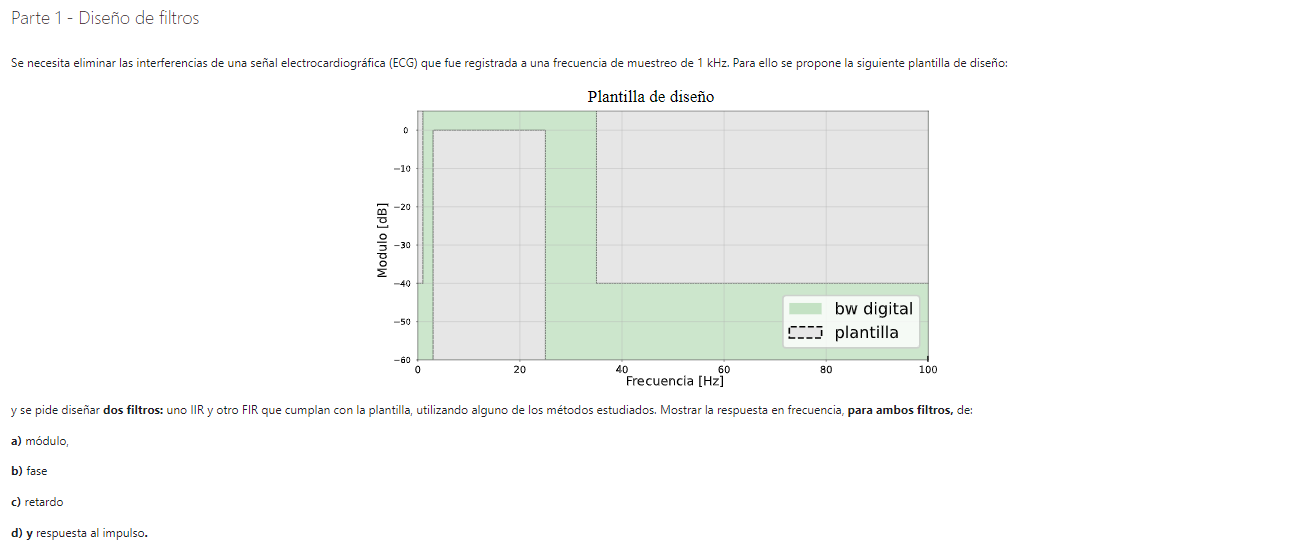 Parte 1 - Diseño de filtros
Se necesita eliminar las interferencias de una señal electrocardiográfica (ECG) que fue registrada a una frecuencia de muestreo de 1 kHz. Para ello se propone la siguiente plantilla de diseño:
Plantilla de diseño
0
−10
−20
−30
−40
−50
−60
Modulo [dB]
bw digital
plantilla
0 20 40 60 80 100
Frecuencia [Hz]
y se pide diseñar dos filtros: uno IIR y otro FIR que cumplan con la plantilla, utilizando alguno de los métodos estudiados. Mostrar la respuesta en frecuencia, para ambos filtros, de:
a) módulo,
b) fase
c) retardo
d) y respuesta al impulso.